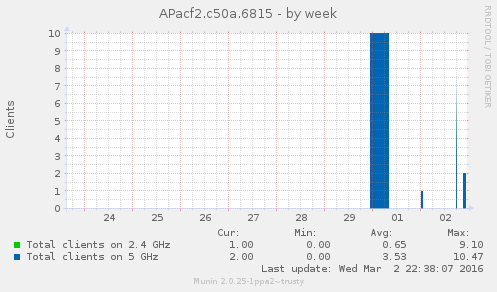 APacf2.c50a.6815 - by week
RRDTOOL / TOBI OETIKER
Clients
10
9
8
7
6
5
4
3
2
1
0
24 25 26 27 28 29 01 02
Cur: Min: Avg: Max:
Total clients on 2.4 GHz 1.00 0.00 0.65 9.10
Total clients on 5 GHz 2.00 0.00 3.53 10.47
Last update: Wed Mar 2 22:38:07 2016
Munin 2.0.25-1ppa2~trusty